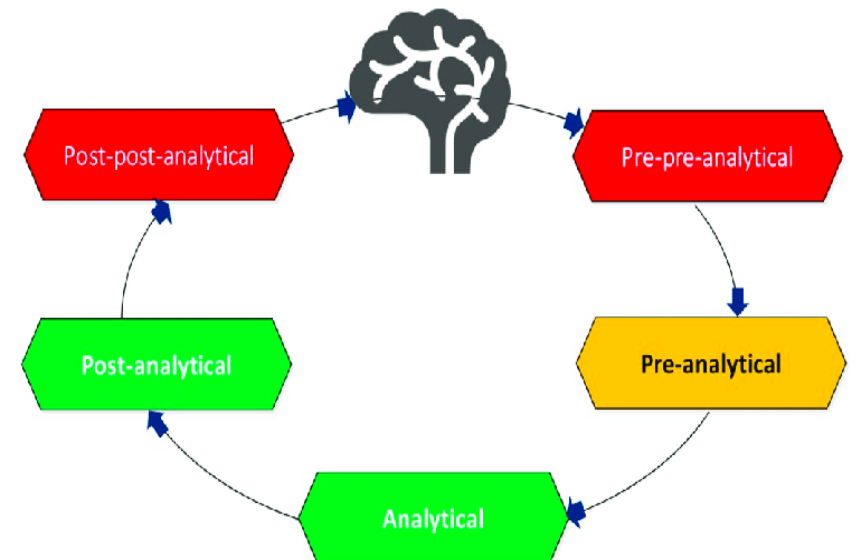 Post-post-analytical
Pre-pre-analytical
Post-analytical
Pre-analytical
Analytical